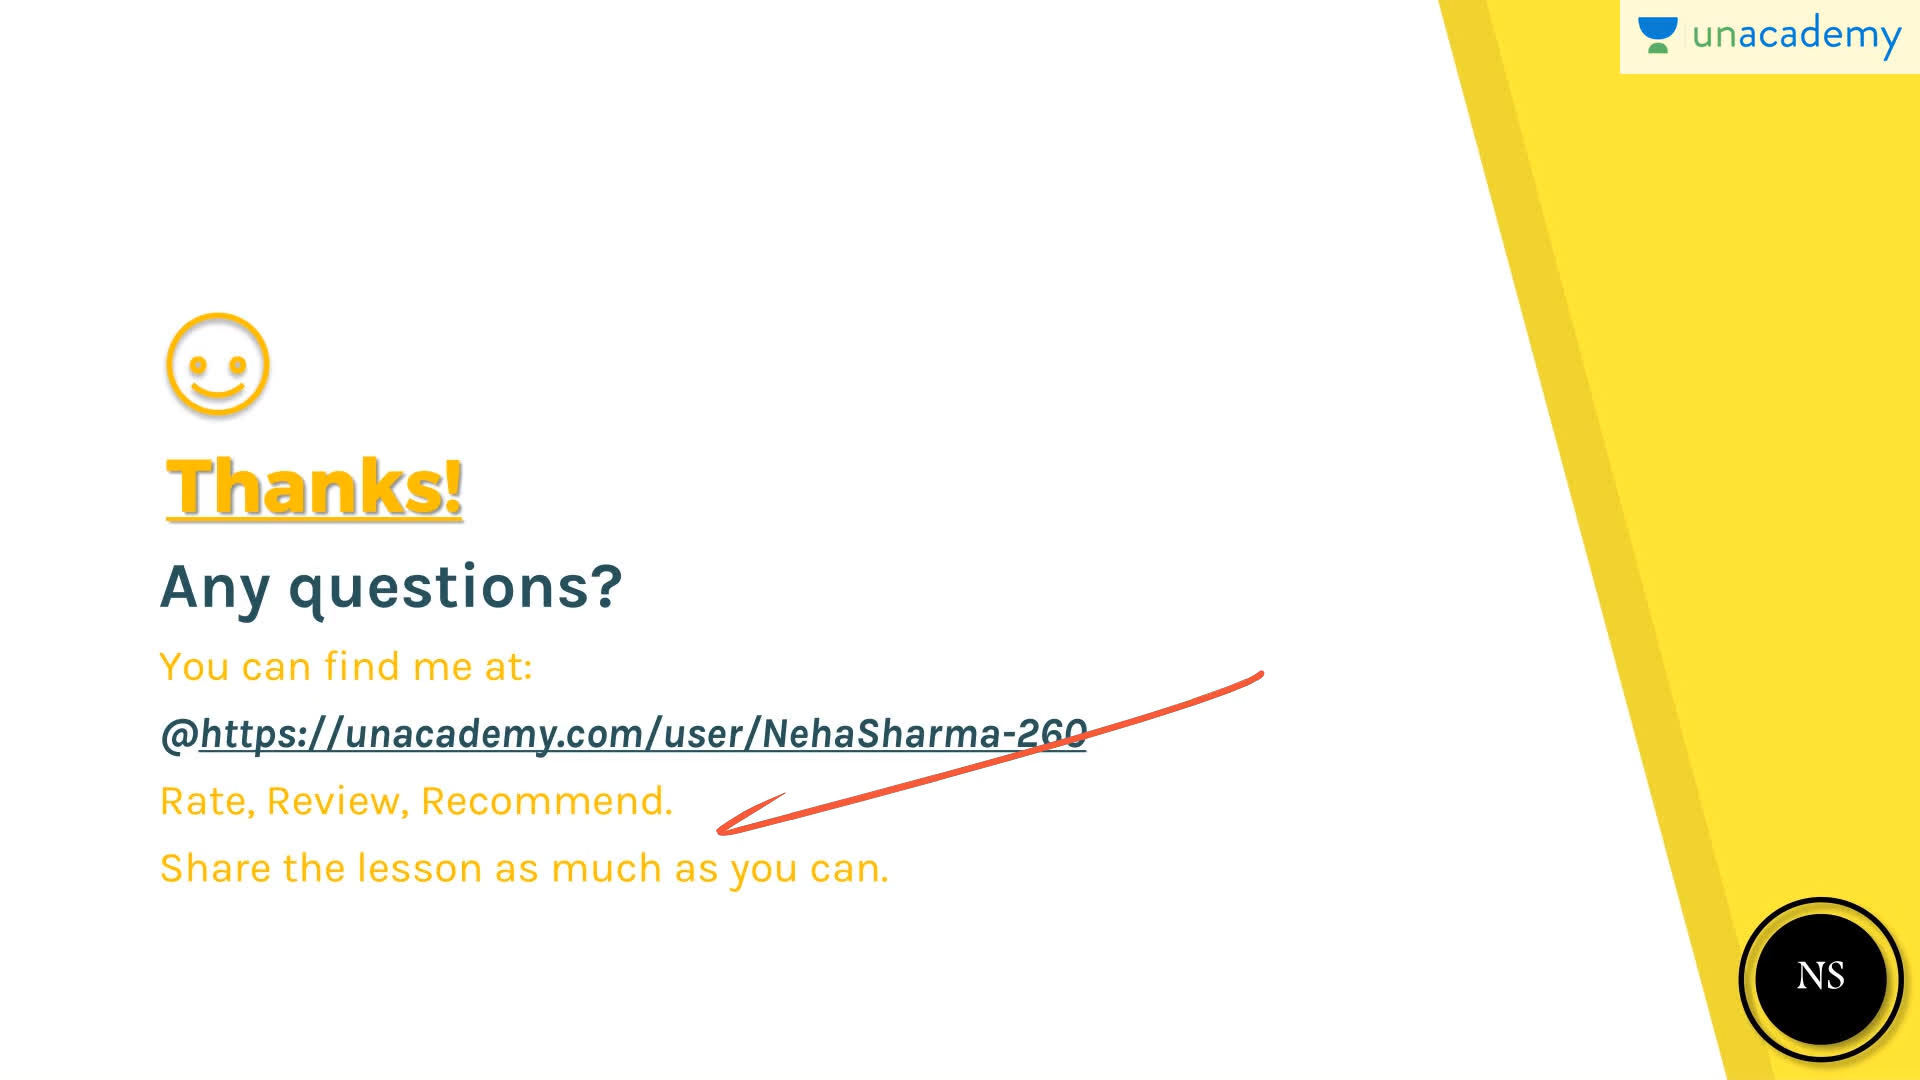 unacademy
Thanks!
Any questions?
You can find me at:
@https://unacademy.com/user/NehaSharma-260
Rate, Review, Recommend.
Share the lesson as much as you can.
NS